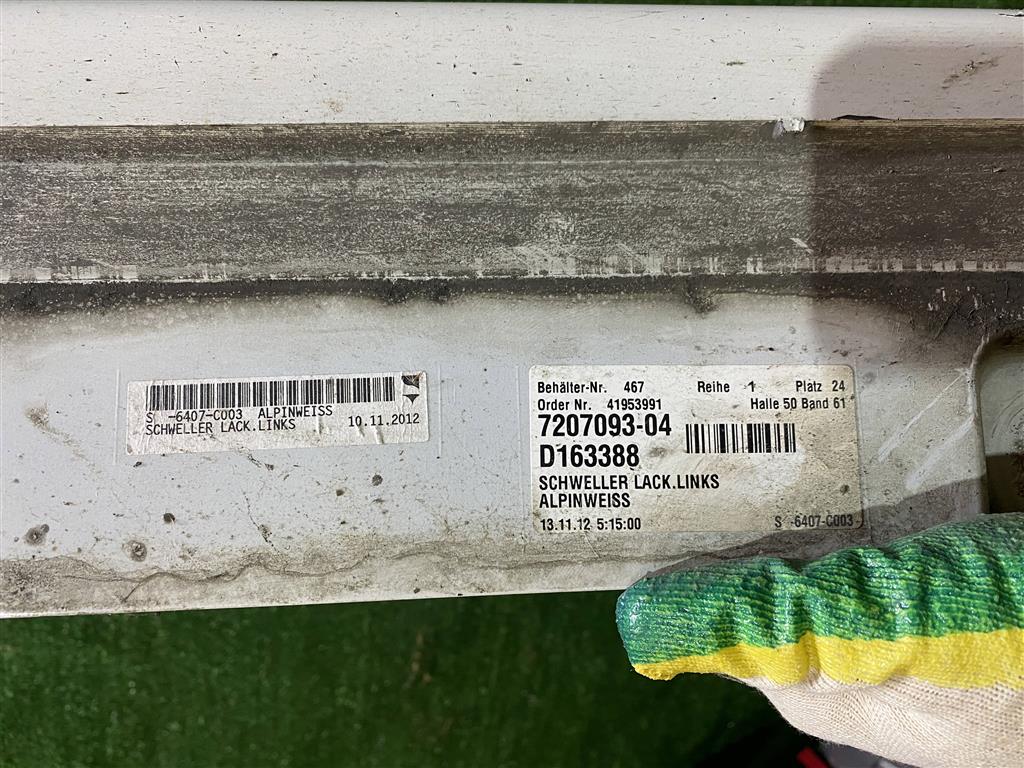 S -6407-C003 ALPINWEISS
SCHWELLER LACK.LINKS 10.11.2012
Behälter-Nr. 467 Reihe 1 Platz 24
Order Nr. 41953991 Halle 50 Band 61
7207093-04
D163388
SCHWELLER LACK.LINKS
ALPINWEISS
13.11.12 5:15:00 S -6407-C003